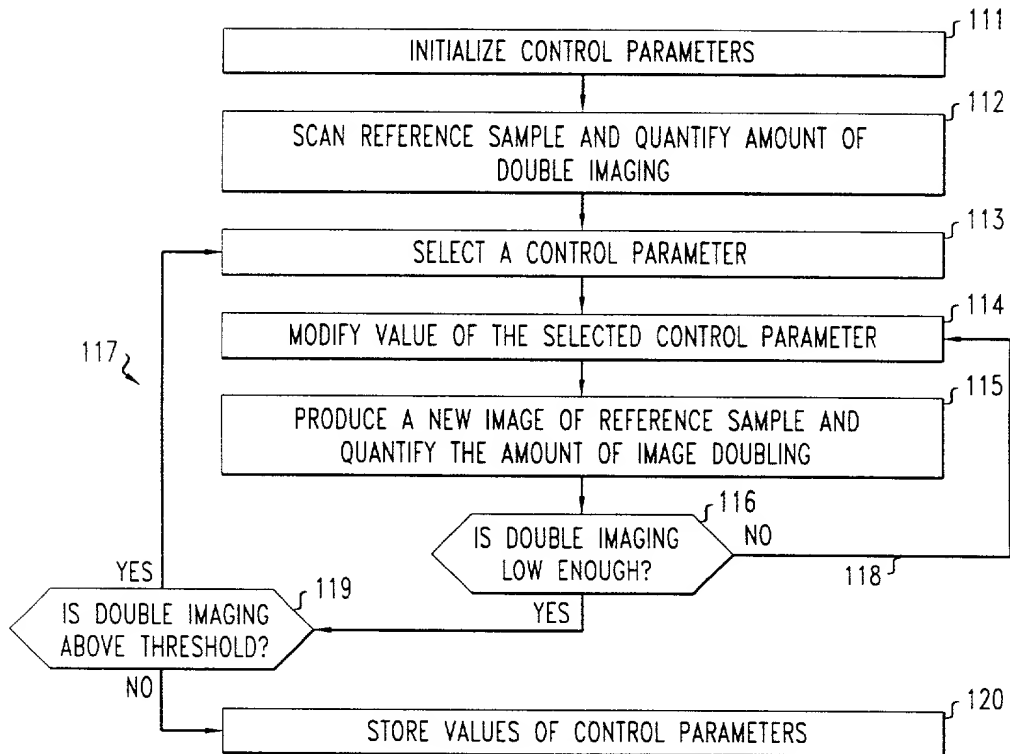 111
INITIALIZE CONTROL PARAMETERS
112
SCAN REFERENCE SAMPLE AND QUANTIFY AMOUNT OF
DOUBLE IMAGING
113
SELECT A CONTROL PARAMETER
114
MODIFY VALUE OF THE SELECTED CONTROL PARAMETER
117
115
PRODUCE A NEW IMAGE OF REFERENCE SAMPLE AND
QUANTIFY THE AMOUNT OF IMAGE DOUBLING
116
IS DOUBLE IMAGING
LOW ENOUGH?
NO
118
YES
YES
119
IS DOUBLE IMAGING
ABOVE THRESHOLD?
NO
120
STORE VALUES OF CONTROL PARAMETERS